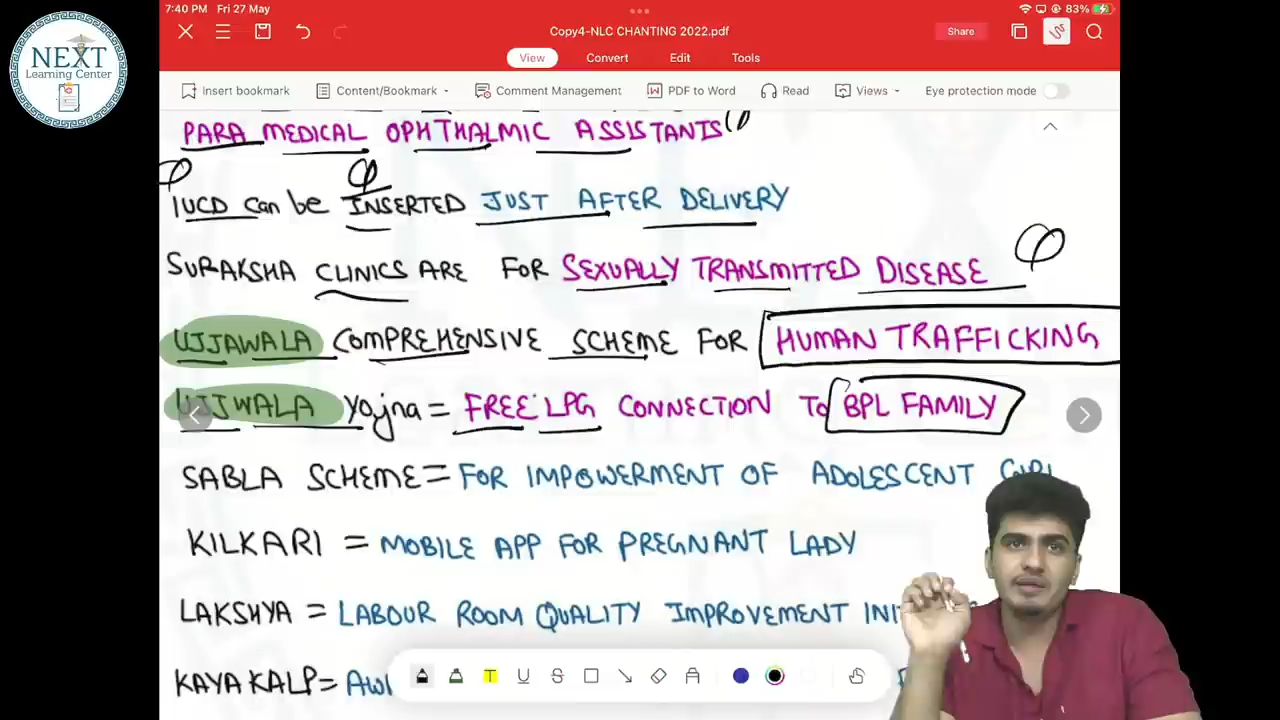 7:40 PM Fri 27 May
83%
NEXT
Learning Center
Copy4-NLC CHANTING 2022.pdf
Share
View Convert Edit Tools
Insert bookmark Content/Bookmark Comment Management PDF to Word Read Views Eye protection mode
PARA MEDICAL OPHTHALMIC ASSISTANTS
IUCD can be INSERTED JUST AFTER DELIVERY
SURAKSHA CLINICS ARE FOR SEXUALLY TRANSMITTED DISEASE
UJJAWALA COMPREHENSIVE SCHEME FOR HUMAN TRAFFICKING
UJJWALA Yojna = FREE LPG CONNECTION TO BPL FAMILY
SABLA SCHEME = FOR IMPOWERMENT OF ADOLESCENT GIRL
KILKARI = MOBILE APP FOR PREGNANT LADY
LAKSHYA = LABOUR ROOM QUALITY IMPROVEMENT
KAYAKALP =